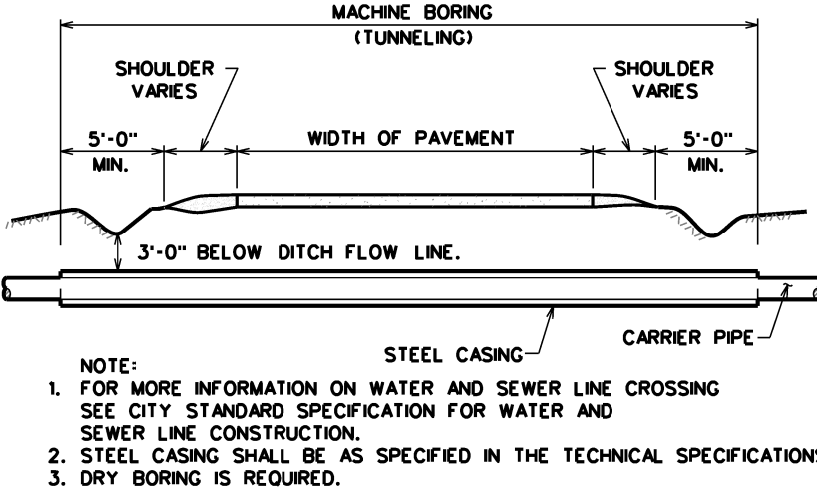 MACHINE BORING
(TUNNELING)
SHOULDER
VARIES
SHOULDER
VARIES
5'-0"
MIN.
WIDTH OF PAVEMENT
5'-0"
MIN.
3'-0" BELOW DITCH FLOW LINE.
STEEL CASING
CARRIER PIPE
NOTE:
1. FOR MORE INFORMATION ON WATER AND SEWER LINE CROSSING
SEE CITY STANDARD SPECIFICATION FOR WATER AND
SEWER LINE CONSTRUCTION.
2. STEEL CASING SHALL BE AS SPECIFIED IN THE TECHNICAL SPECIFICATIONS
3. DRY BORING IS REQUIRED.